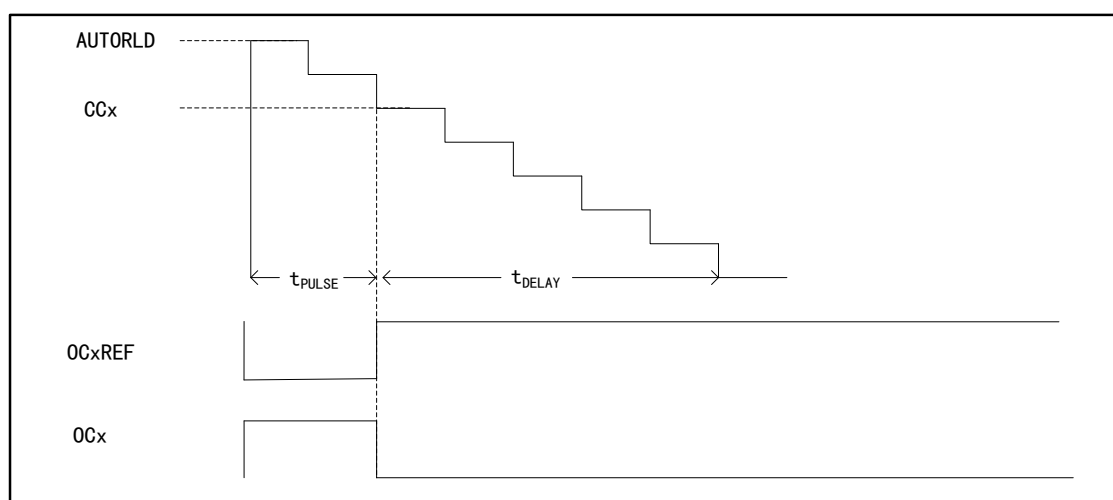 AUTORLD
CCx
tPULSE
tDELAY
OCxREF
OCx